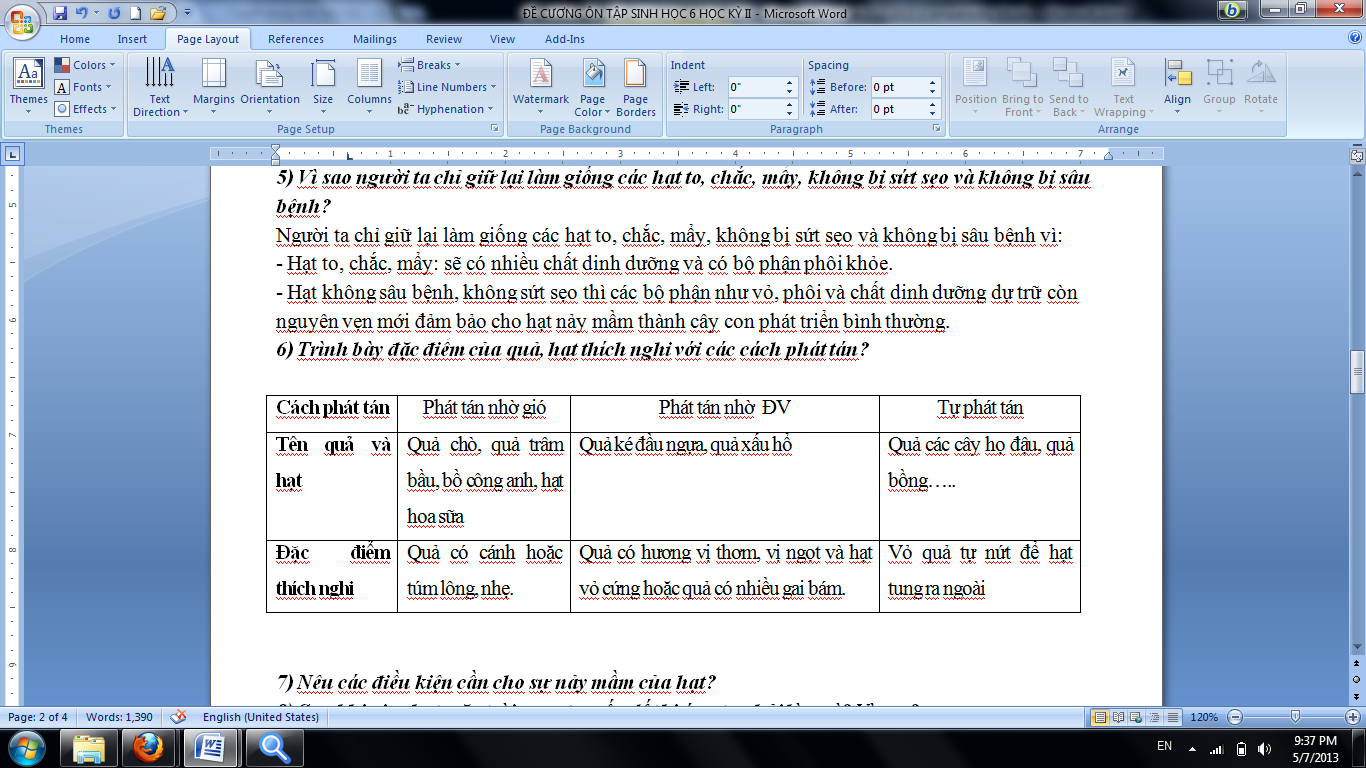 ĐỀ CƯƠNG ÔN TẬP SINH HỌC 6 HỌC KỲ II - Microsoft Word
Home Insert Page Layout References Mailings Review View Add-Ins
Themes Colors Fonts Effects
Themes
Text Direction Margins Orientation Size Columns Breaks Line Numbers Hyphenation
Page Setup
Watermark Page Color Page Borders
Page Background
Indent Spacing
Left: 0" Before: 0 pt
Right: 0" After: 0 pt
Paragraph
Position Bring to Front Send to Back Text Wrapping Align Group Rotate
Arrange
1 2 3 4 5 6 7
5) Vì sao người ta chỉ giữ lại làm giống các hạt to, chắc, mẩy, không bị sứt sẹo và không bị sâu
bệnh?
Người ta chỉ giữ lại làm giống các hạt to, chắc, mẩy, không bị sứt sẹo và không bị sâu bệnh vì:
- Hạt to, chắc, mẩy: sẽ có nhiều chất dinh dưỡng và có bộ phận phôi khỏe.
- Hạt không sâu bệnh, không sứt sẹo thì các bộ phận như vỏ, phôi và chất dinh dưỡng dự trữ còn
nguyên vẹn mới đảm bảo cho hạt nảy mầm thành cây con phát triển bình thường.
6) Trình bày đặc điểm của quả, hạt thích nghi với các cách phát tán?
Cách phát tán Phát tán nhờ gió Phát tán nhờ ĐV Tự phát tán
Tên quả và
hạt
Quả chò, quả trâm
bầu, bồ công anh, hạt
hoa sữa
Quả ké đầu ngựa, quả xấu hổ
Quả các cây họ đậu, quả
bồng…..
Đặc điểm
thích nghi
Quả có cánh hoặc
túm lông, nhẹ.
Quả có hương vị thơm, vị ngọt và hạt
vỏ cứng hoặc quả có nhiều gai bám.
Vỏ quả tự nứt để hạt
tung ra ngoài
7) Nêu các điều kiện cần cho sự nảy mầm của hạt?
Page: 2 of 4 Words: 1,390 English (United States) 120%
EN 9:37 PM
5/7/2013